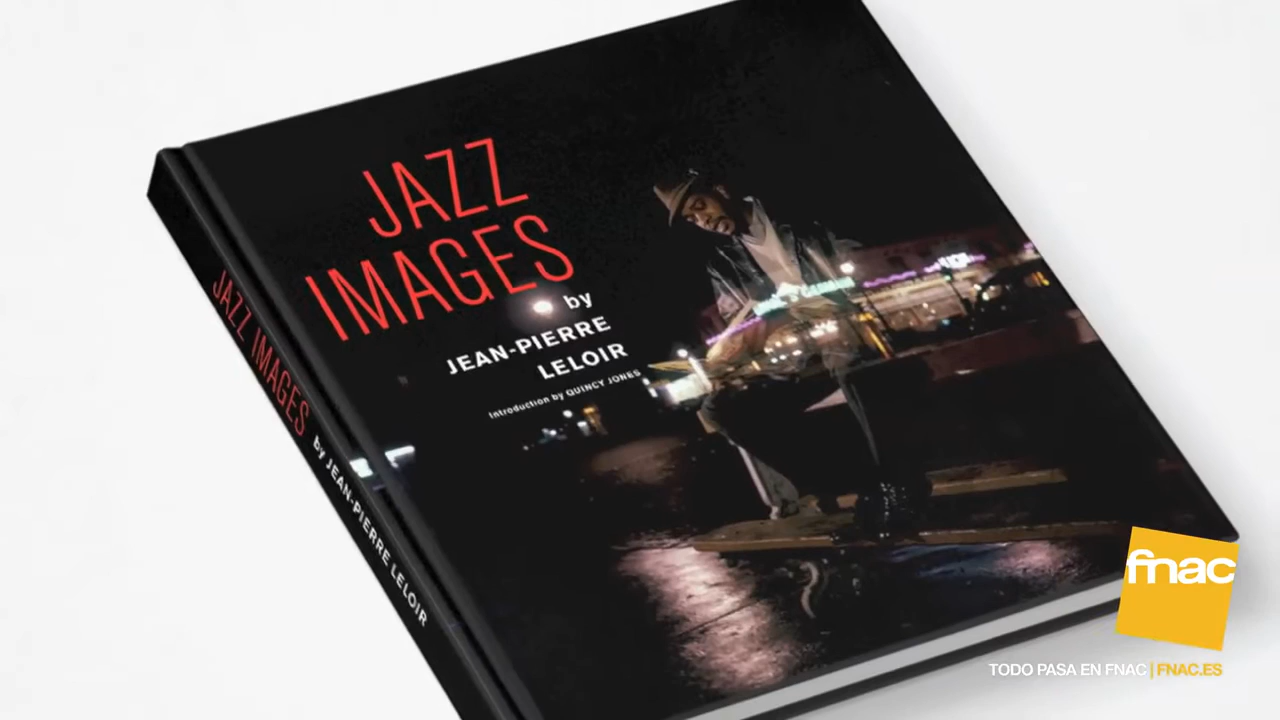 JAZZ
IMAGES
by
JEAN-PIERRE
LELOIR
Introduction by QUINCY JONES
JAZZ IMAGES by JEAN-PIERRE LELOIR
fnac
TODO PASA EN FNAC | FNAC.ES